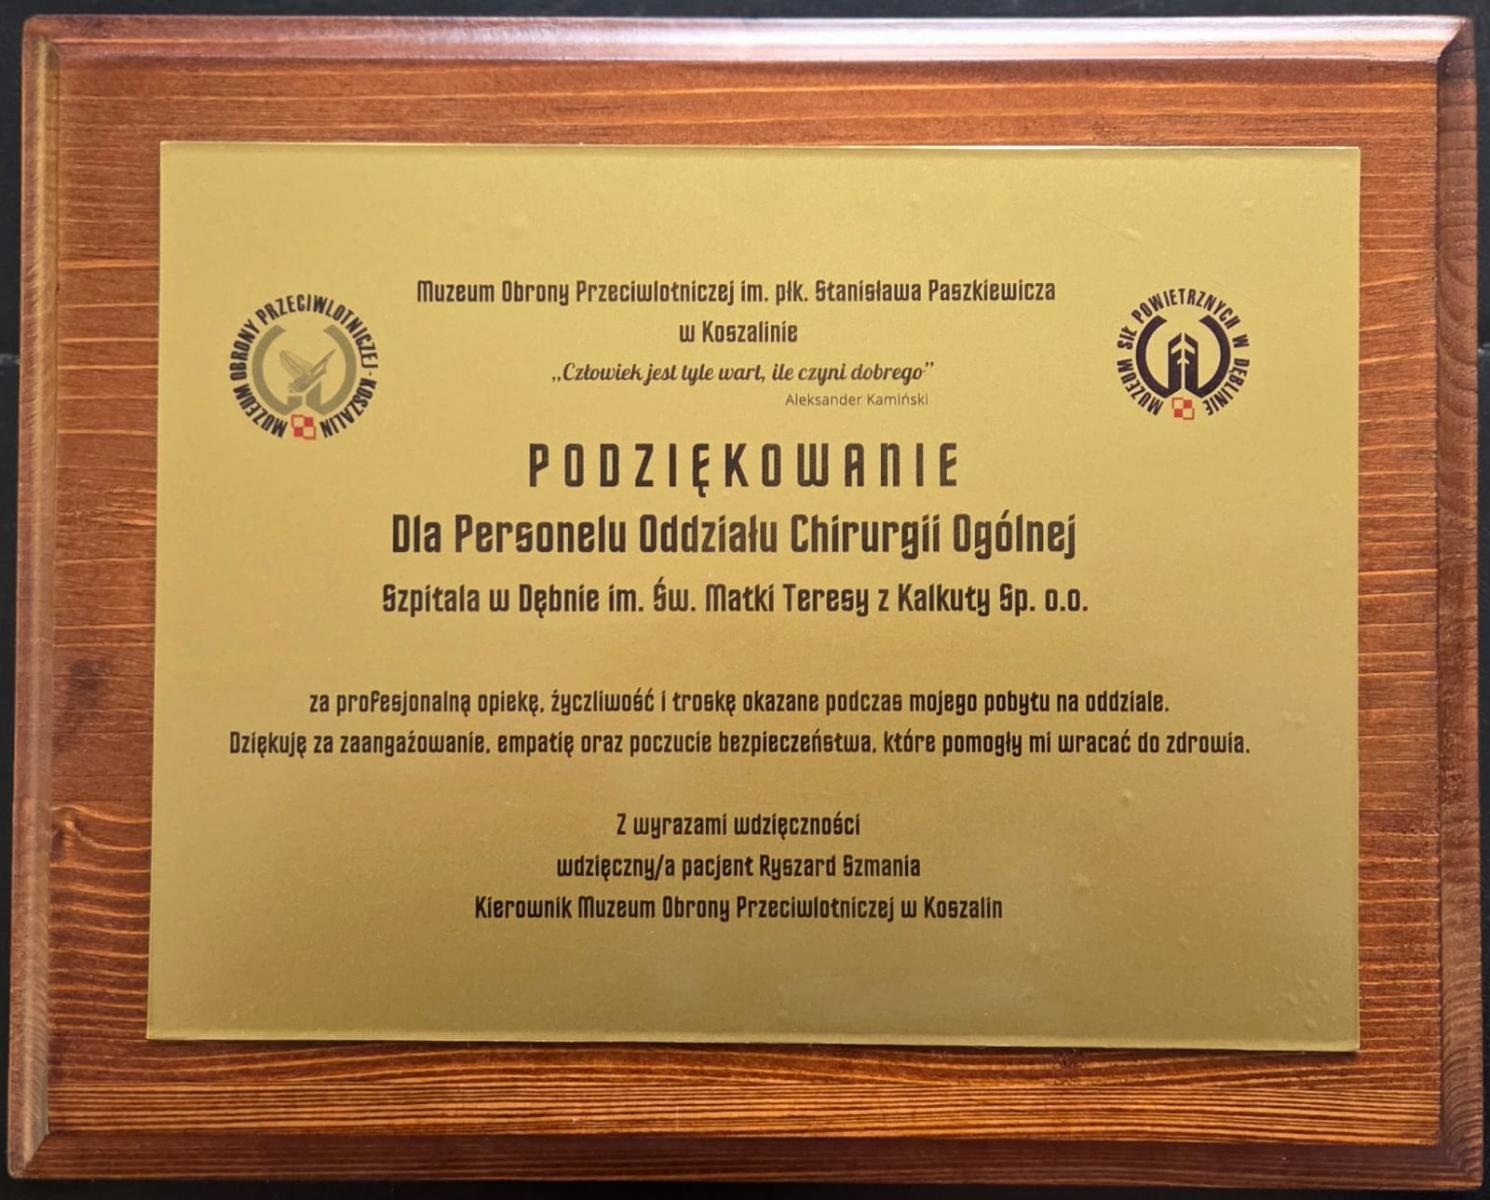 Muzeum Obrony Przeciwlotniczej im. płk. Stanisława Paszkiewicza
w Koszalinie
„Człowiek jest tyle wart, ile czyni dobrego”
Aleksander Kamiński
MUZEUM OBRONY PRZECIWLOTNICZEJ - KOSZALIN
MUZEUM SIŁ POWIETRZNYCH W DĘBLINIE
PODZIĘKOWANIE
Dla Personelu Oddziału Chirurgii Ogólnej
Szpitala w Dębnie im. Św. Matki Teresy z Kalkuty Sp. o.o.
za profesjonalną opiekę, życzliwość i troskę okazane podczas mojego pobytu na oddziale.
Dziękuję za zaangażowanie, empatię oraz poczucie bezpieczeństwa, które pomogły mi wracać do zdrowia.
Z wyrazami wdzięczności
wdzięczny/a pacjent Ryszard Szmania
Kierownik Muzeum Obrony Przeciwlotniczej w Koszalin